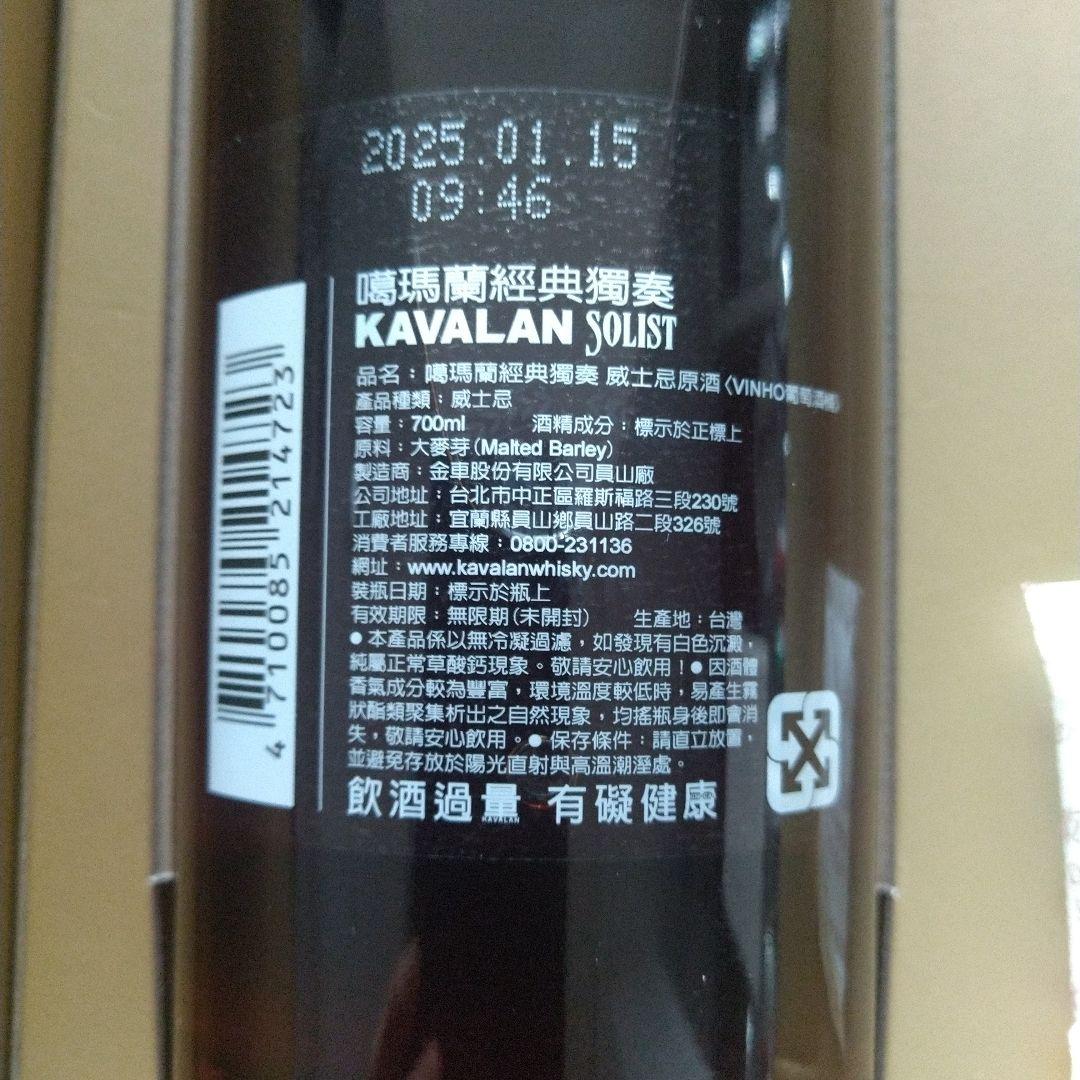 2025.01.15
09:46
噶瑪蘭經典獨奏
KAVALAN SOLIST
品名：噶瑪蘭經典獨奏 威士忌原酒〈VINHO葡萄酒桶〉
產品種類：威士忌
容量：700ml 酒精成分：標示於正標上
原料：大麥芽(Malted Barley)
製造商：金車股份有限公司員山廠
公司地址：台北市中正區羅斯福路三段230號
工廠地址：宜蘭縣員山鄉員山路二段326號
消費者服務專線：0800-231136
網址：www.kavalanwhisky.com
裝瓶日期：標示於瓶上
有效期限：無限期(未開封) 生產地：台灣
●本產品係以無冷凝過濾，如發現有白色沉澱，
純屬正常草酸鈣現象。敬請安心飲用！●因酒體
香氣成分較為豐富，環境溫度較低時，易產生霧
狀酯類聚集析出之自然現象，均搖瓶身後即會消
失，敬請安心飲用。●保存條件：請直立放置，
並避免存放於陽光直射與高溫潮溼處。
飲酒過量 有礙健康
KAVALAN
4 710085 214723